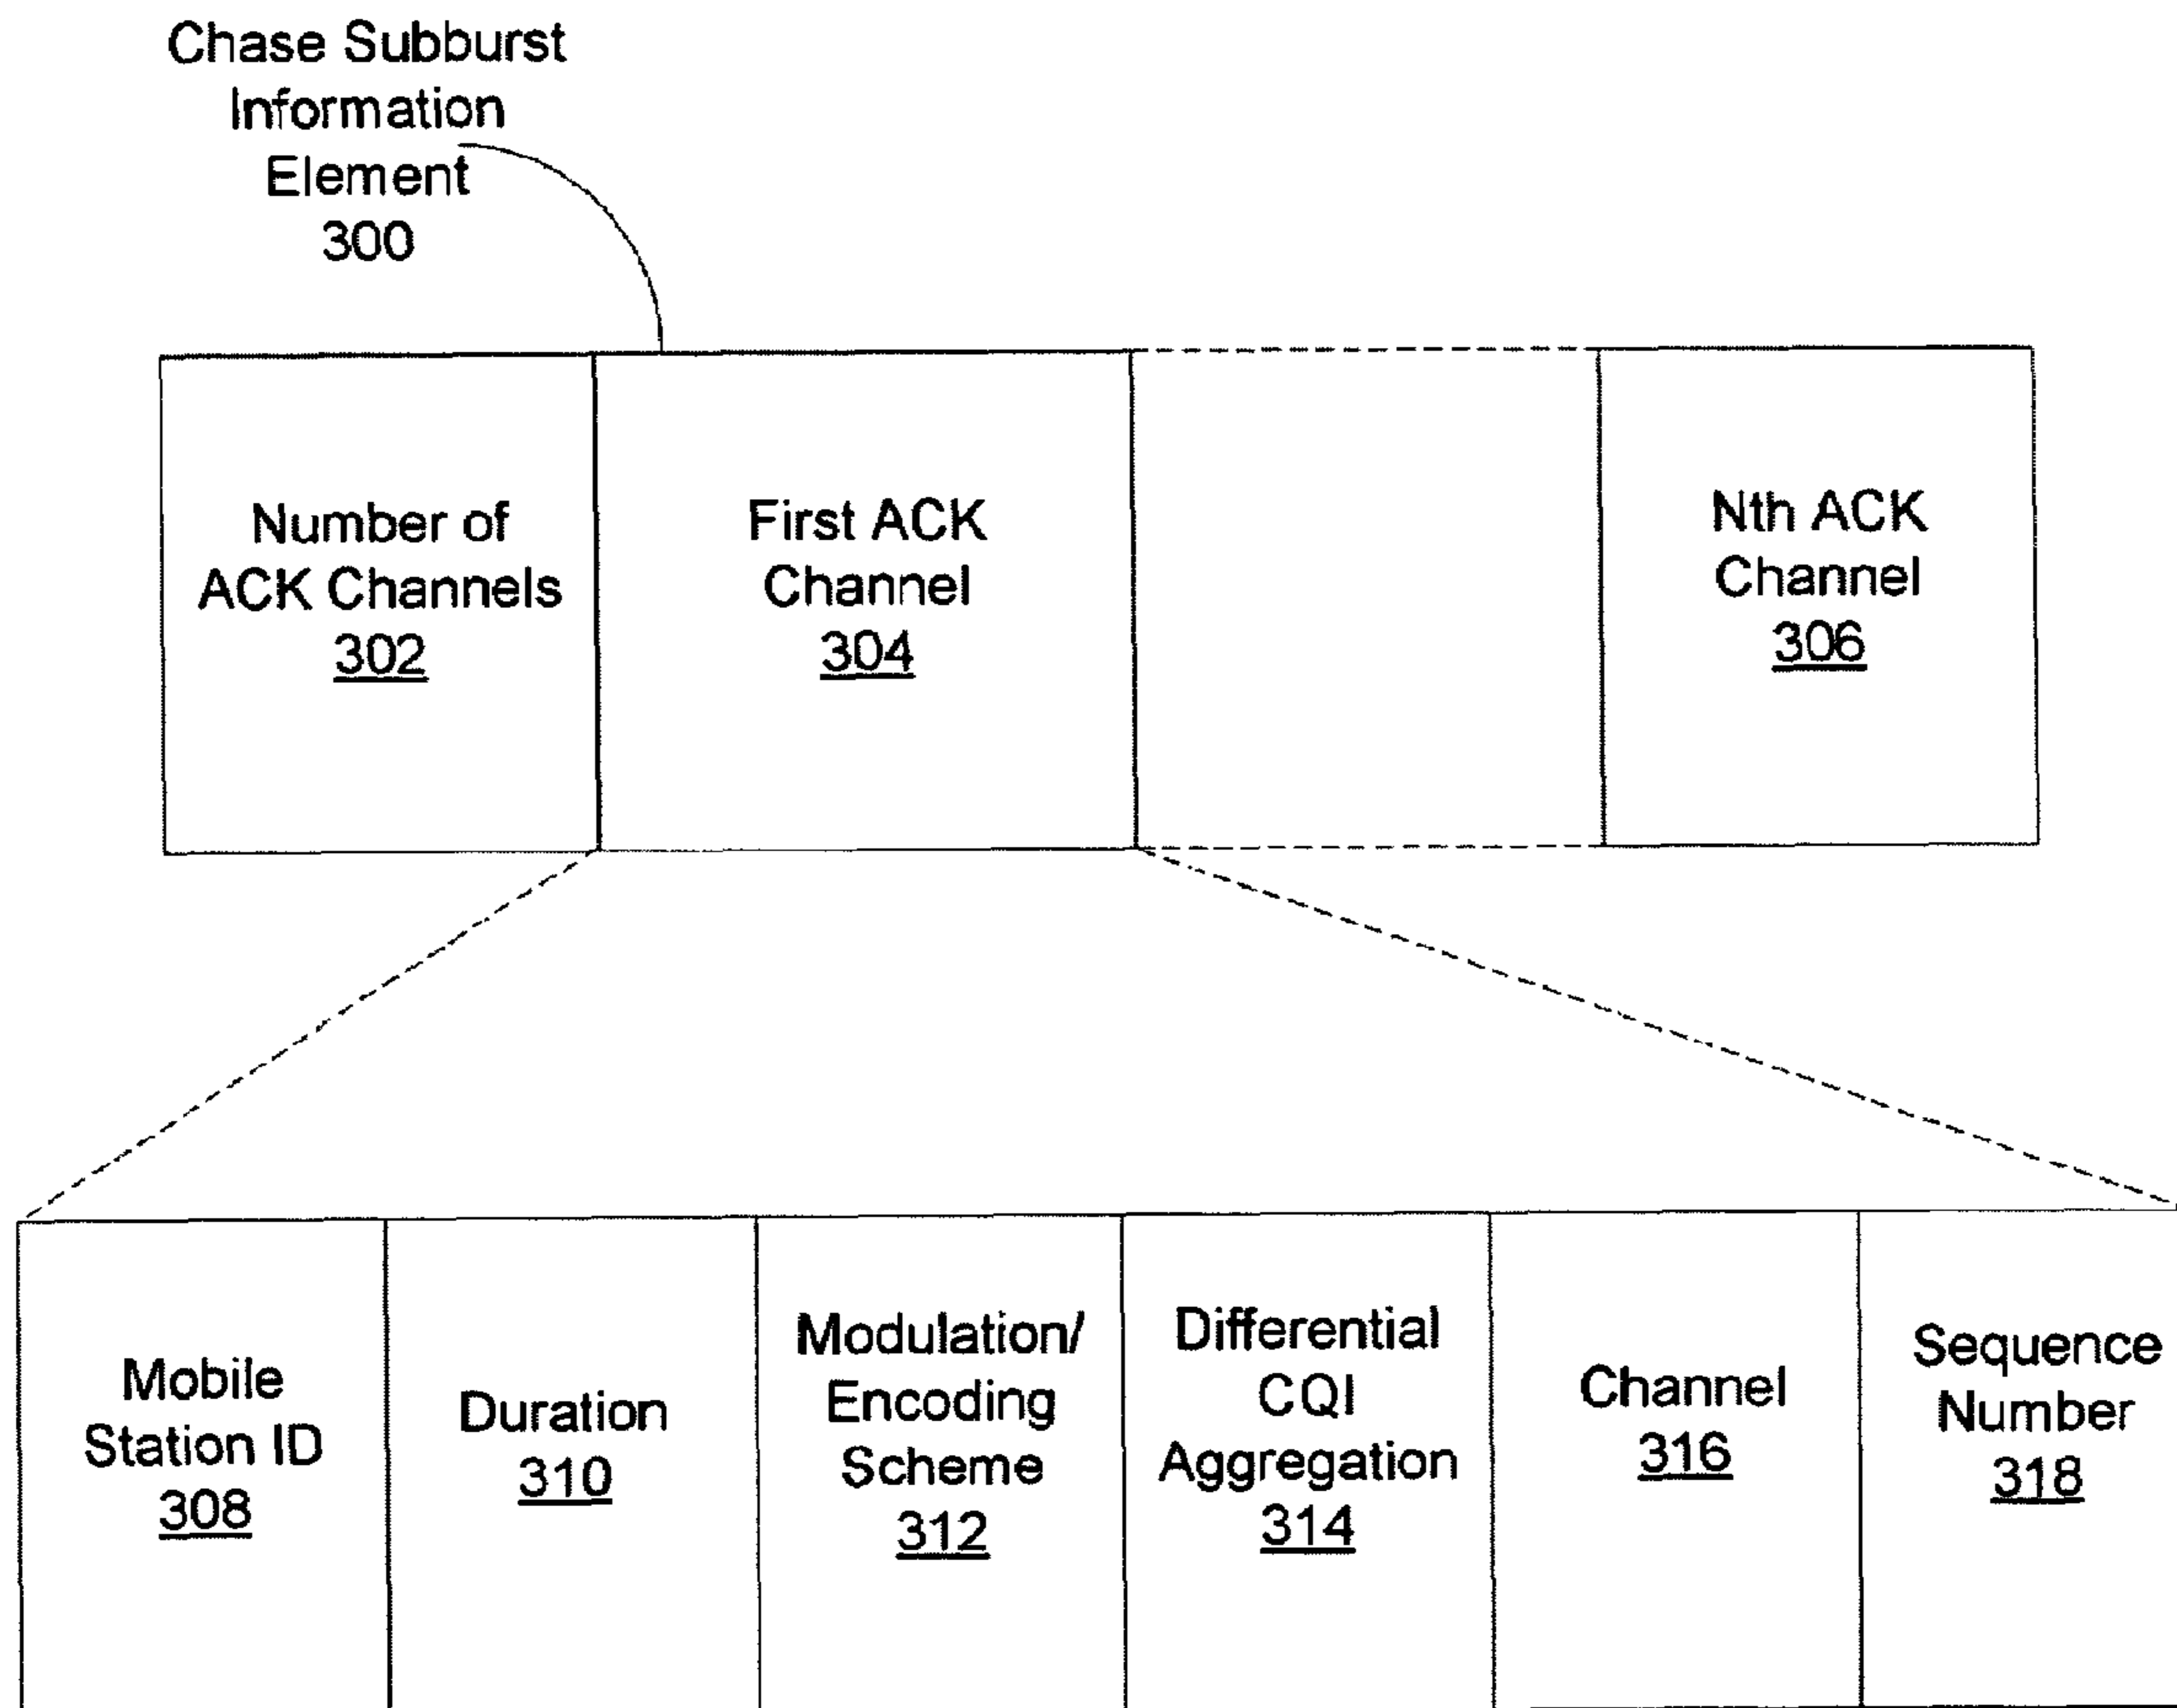 Chase Subburst
Information
Element
300
Number of
ACK Channels
302
First ACK
Channel
304
Nth ACK
Channel
306
Mobile
Station ID
308
Duration
310
Modulation/
Encoding
Scheme
312
Differential
CQI
Aggregation
314
Channel
316
Sequence
Number
318